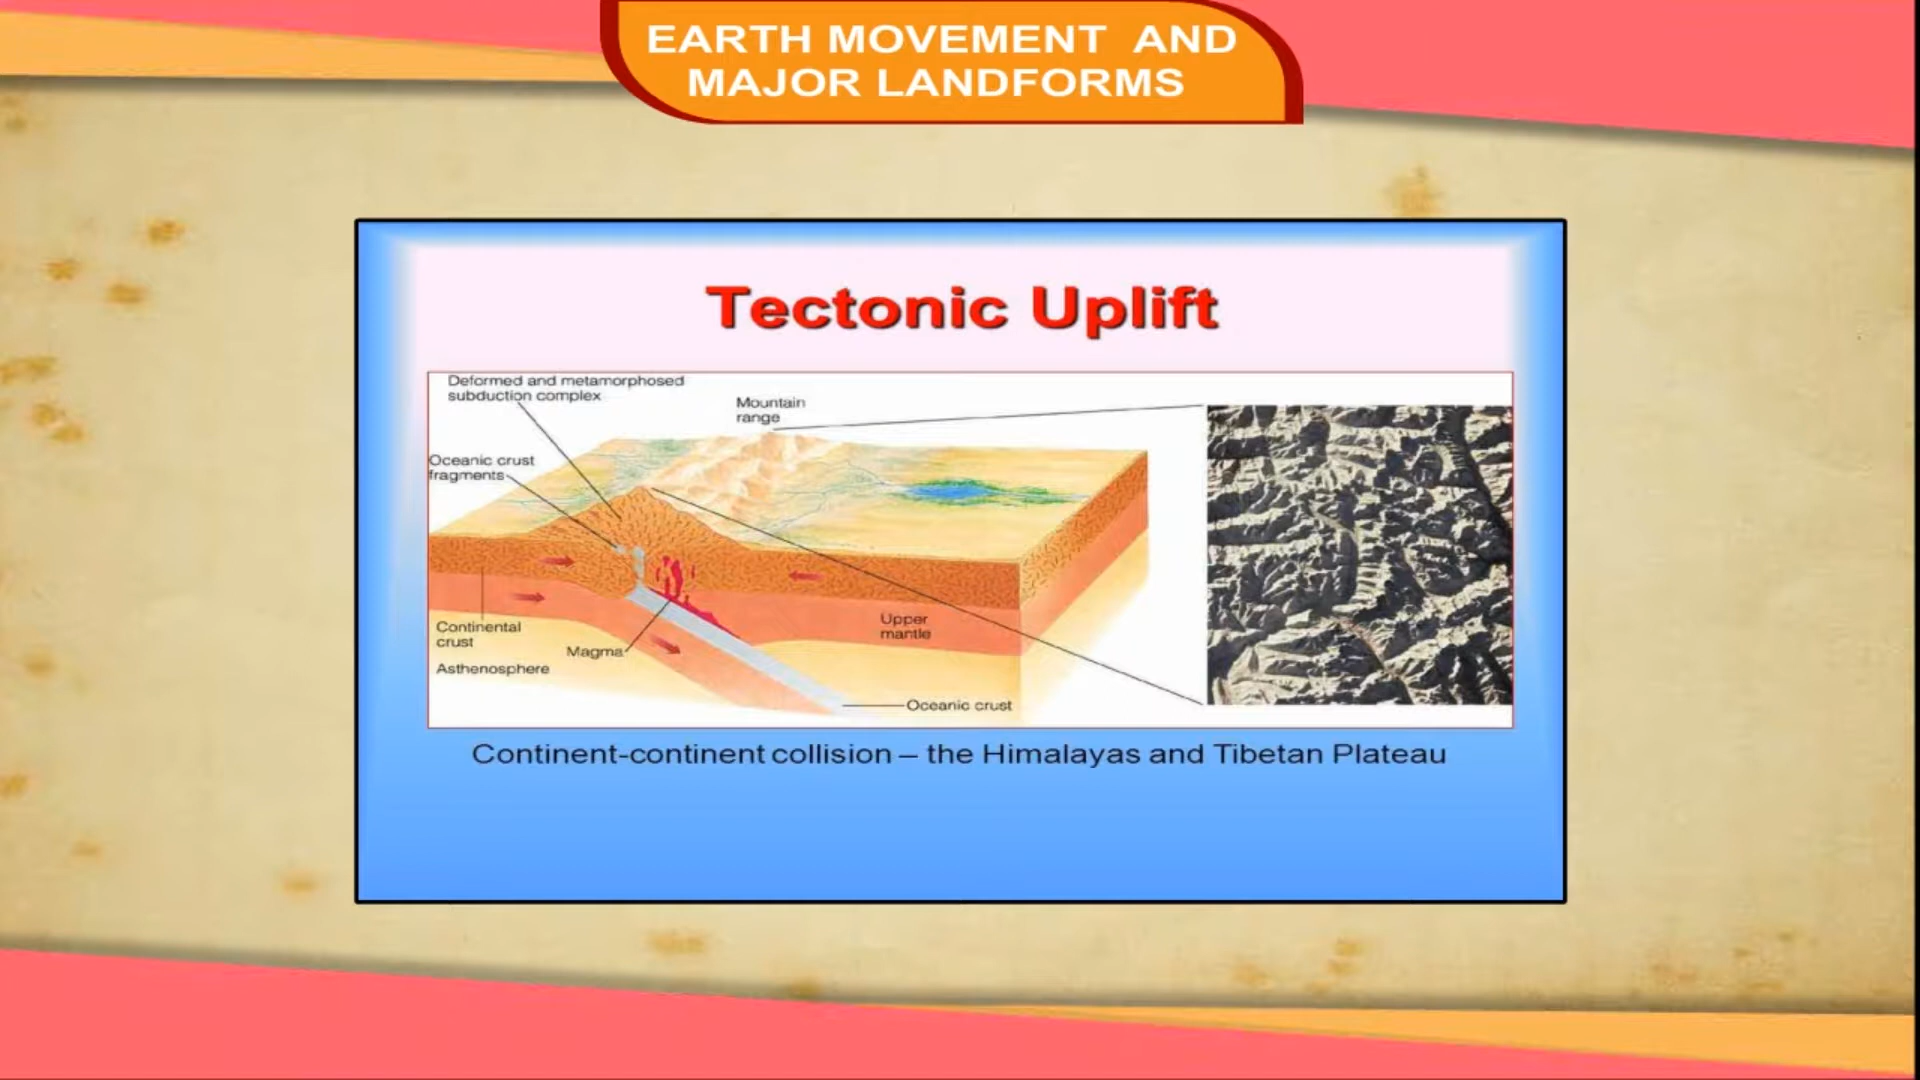 EARTH MOVEMENT AND
MAJOR LANDFORMS
Tectonic Uplift
Deformed and metamorphosed
subduction complex
Mountain
range
Oceanic crust
fragments
Continental
crust
Asthenosphere
Magma
Upper
mantle
Oceanic crust
Continent-continent collision – the Himalayas and Tibetan Plateau